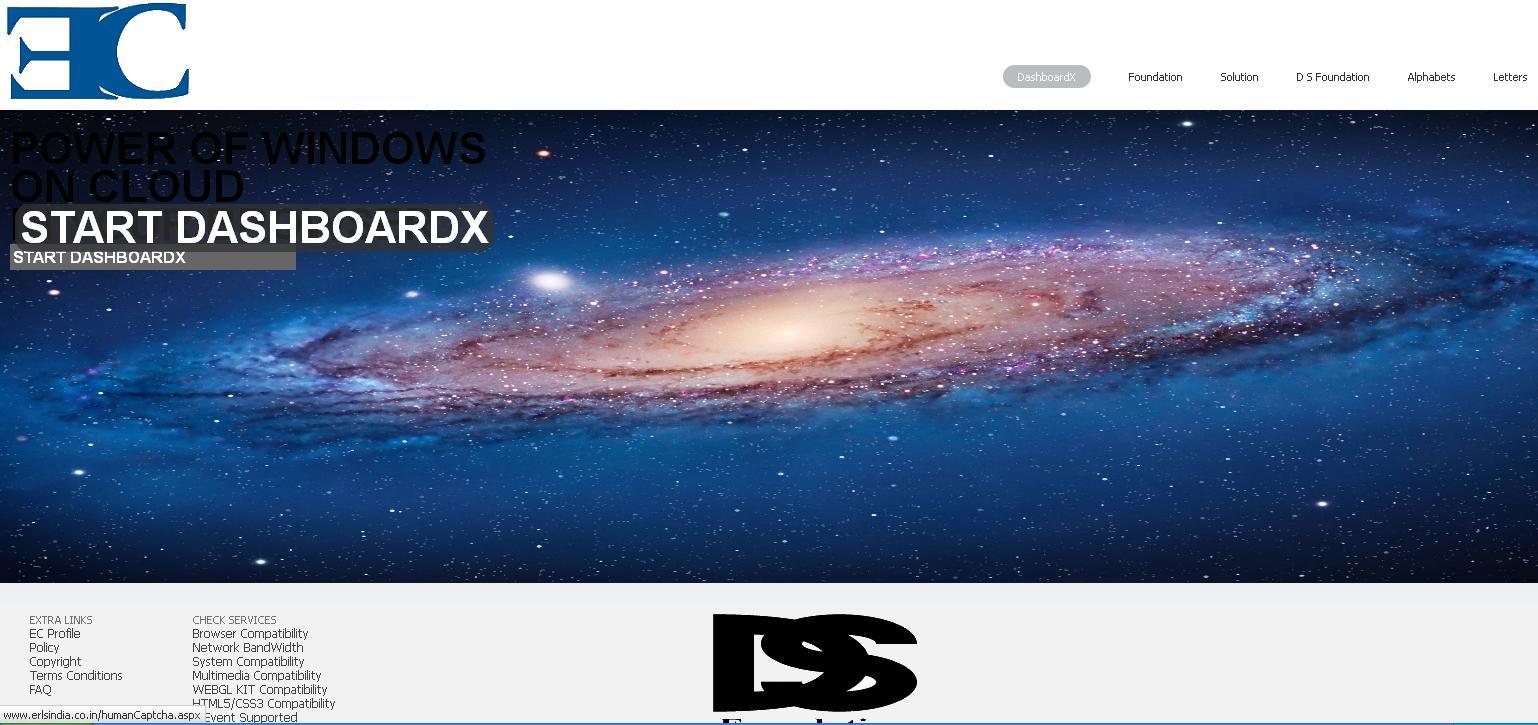 EC
DashboardX Foundation Solution D S Foundation Alphabets Letters
POWER OF WINDOWS
ON CLOUD
START DASHBOARDX
START DASHBOARDX
EXTRA LINKS
EC Profile
Policy
Copyright
Terms Conditions
FAQ
CHECK SERVICES
Browser Compatibility
Network BandWidth
System Compatibility
Multimedia Compatibility
WEBGL KIT Compatibility
HTML5/CSS3 Compatibility
Event Supported
DS
www.erlsindia.co.in/humanCaptcha.aspx